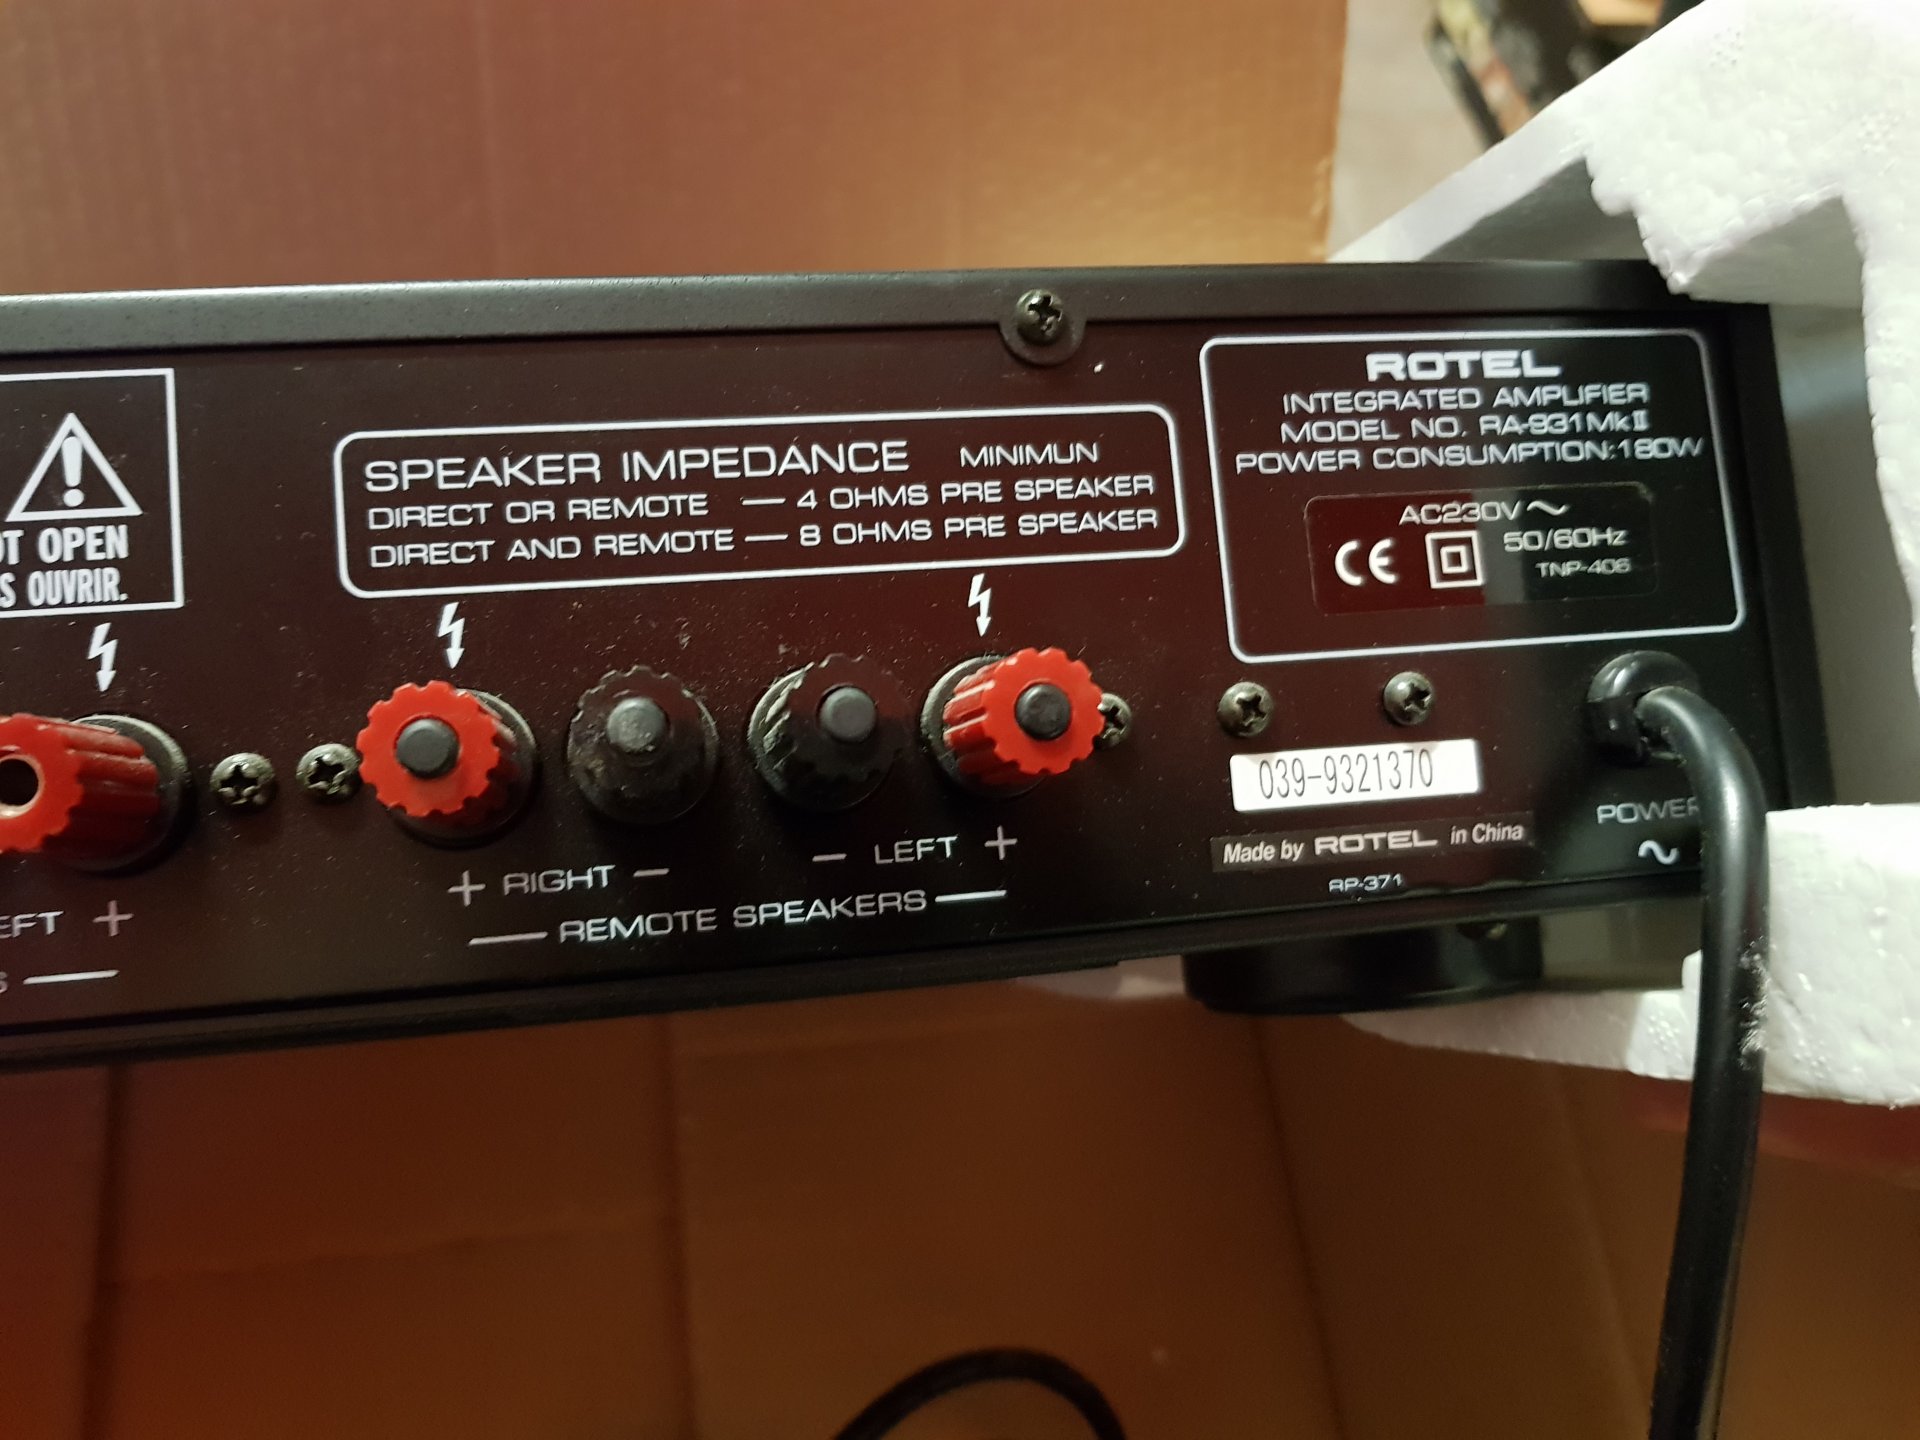 OT OPEN
S OUVRIR.
EFT +
S
SPEAKER IMPEDANCE MINIMUN
DIRECT OR REMOTE — 4 OHMS PRE SPEAKER
DIRECT AND REMOTE — 8 OHMS PRE SPEAKER
+ RIGHT −
− LEFT +
REMOTE SPEAKERS
ROTEL
INTEGRATED AMPLIFIER
MODEL NO. RA-931MkII
POWER CONSUMPTION:180W
AC230V ~
50/60Hz
CE
TNP-406
039-9321370
Made by ROTEL in China
RP-371
POWER
~